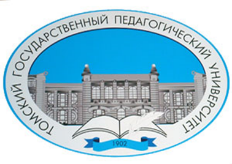 ТОМСКИЙ ГОСУДАРСТВЕННЫЙ ПЕДАГОГИЧЕСКИЙ УНИВЕРСИТЕТ
1902